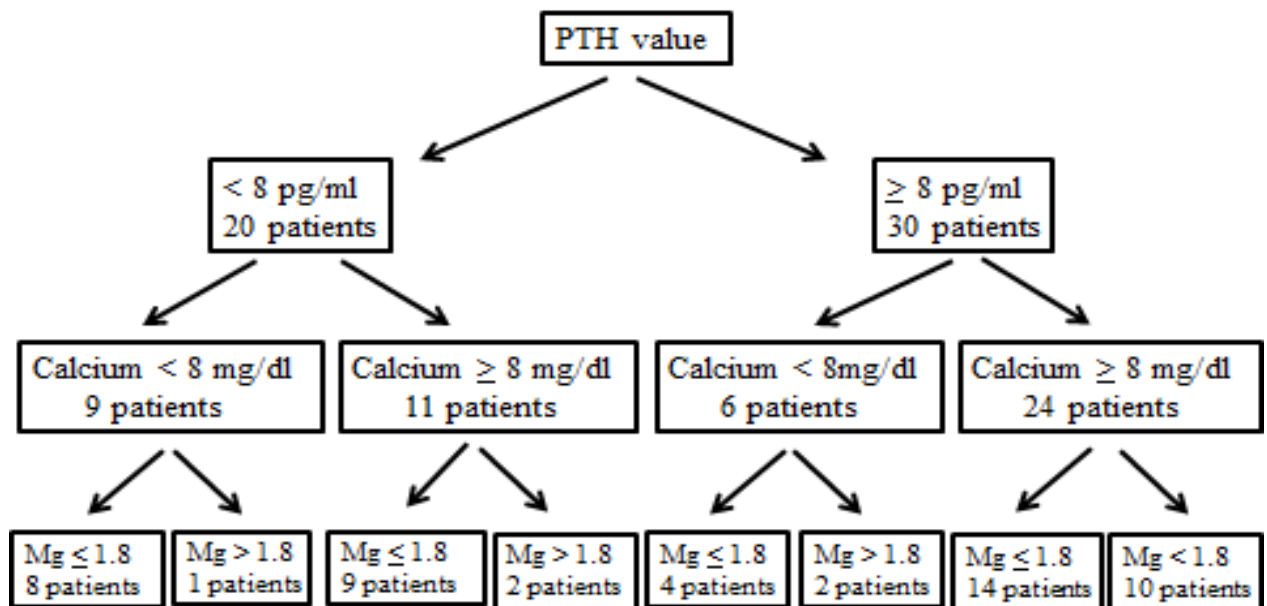 PTH value
< 8 pg/ml
20 patients
≥ 8 pg/ml
30 patients
Calcium < 8 mg/dl
9 patients
Calcium ≥ 8 mg/dl
11 patients
Calcium < 8mg/dl
6 patients
Calcium ≥ 8 mg/dl
24 patients
Mg ≤ 1.8
8 patients
Mg > 1.8
1 patients
Mg ≤ 1.8
9 patients
Mg > 1.8
2 patients
Mg ≤ 1.8
4 patients
Mg > 1.8
2 patients
Mg ≤ 1.8
14 patients
Mg < 1.8
10 patients